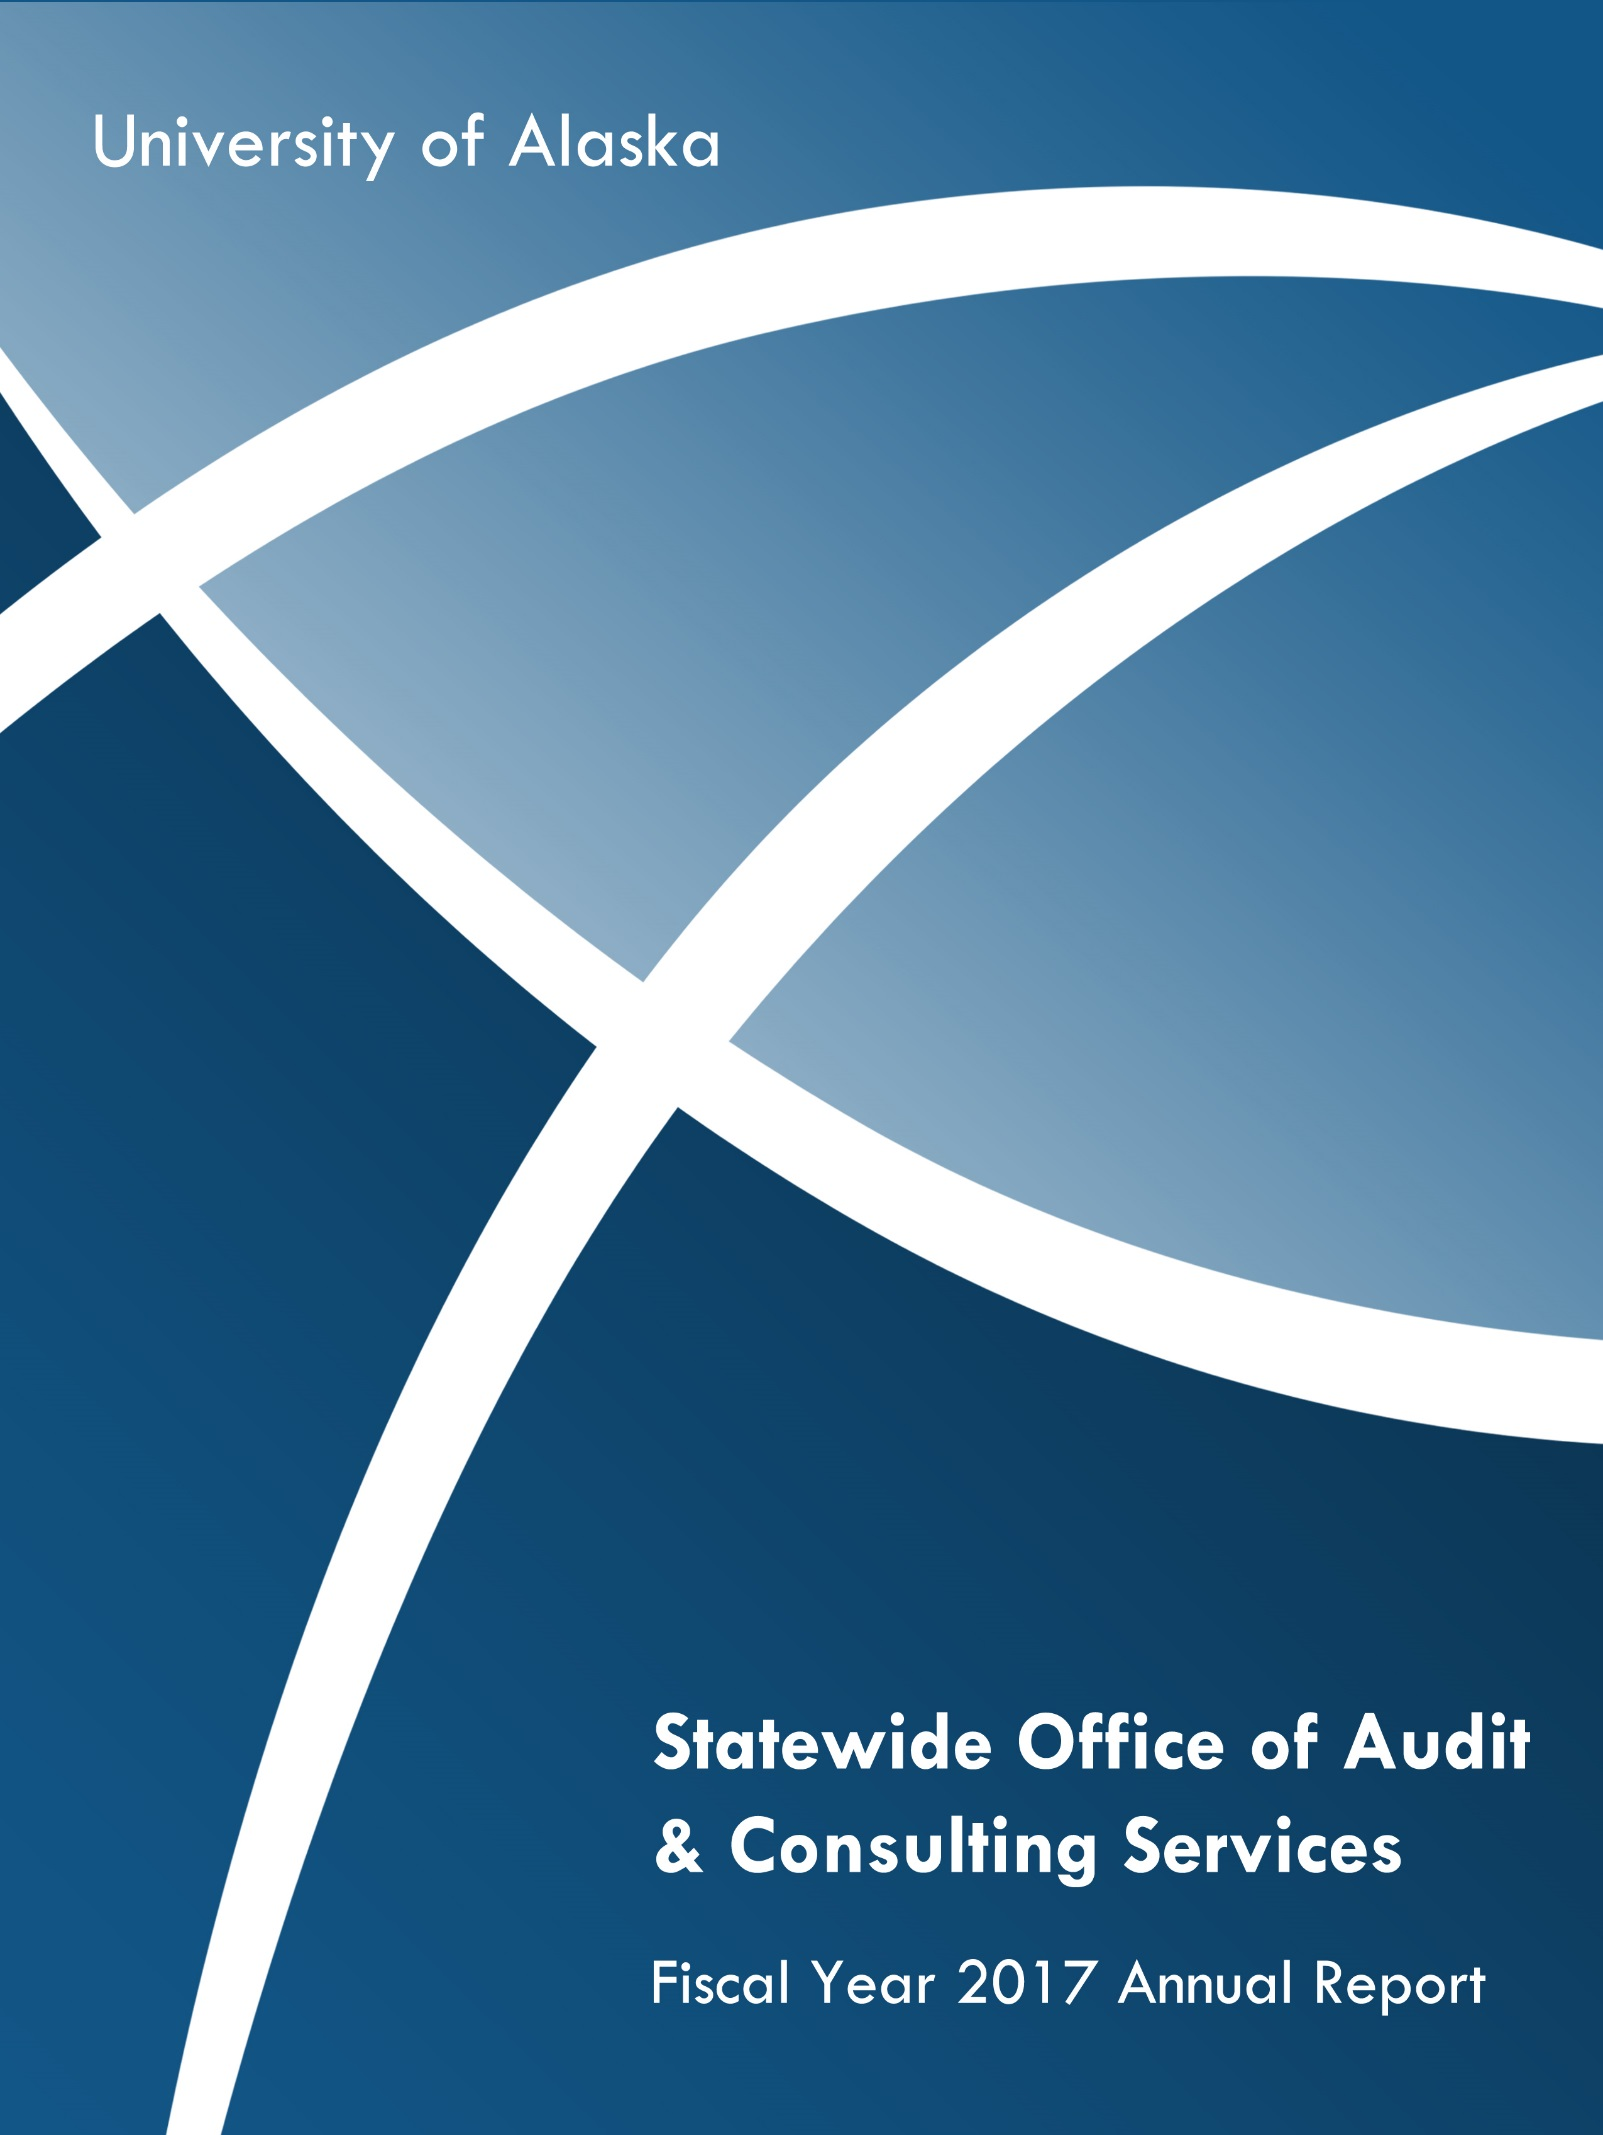 University of Alaska
Statewide Office of Audit
& Consulting Services
Fiscal Year 2017 Annual Report